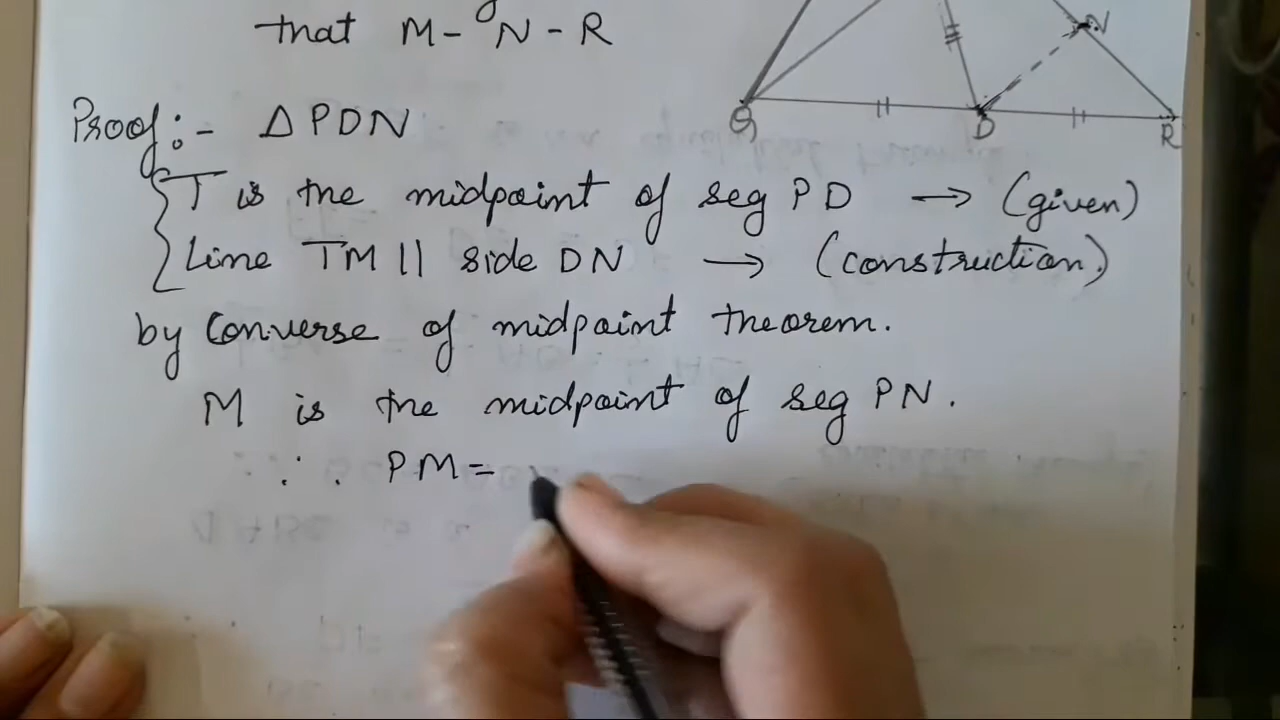 that M- N - R
N
Q
D
R
Proof :- Δ PDN
T is the midpoint of seg PD → (given)
Line TM || side DN → (construction)
by Converse of midpoint theorem.
M is the midpoint of seg PN.
∴ PM =